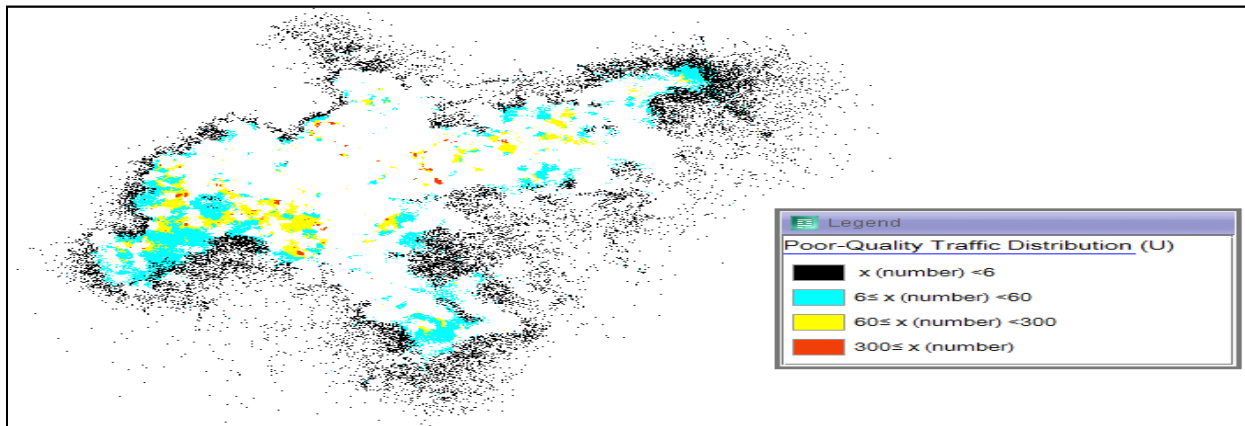 Legend
Poor-Quality Traffic Distribution (U)
x (number) <6
6≤ x (number) <60
60≤ x (number) <300
300≤ x (number)